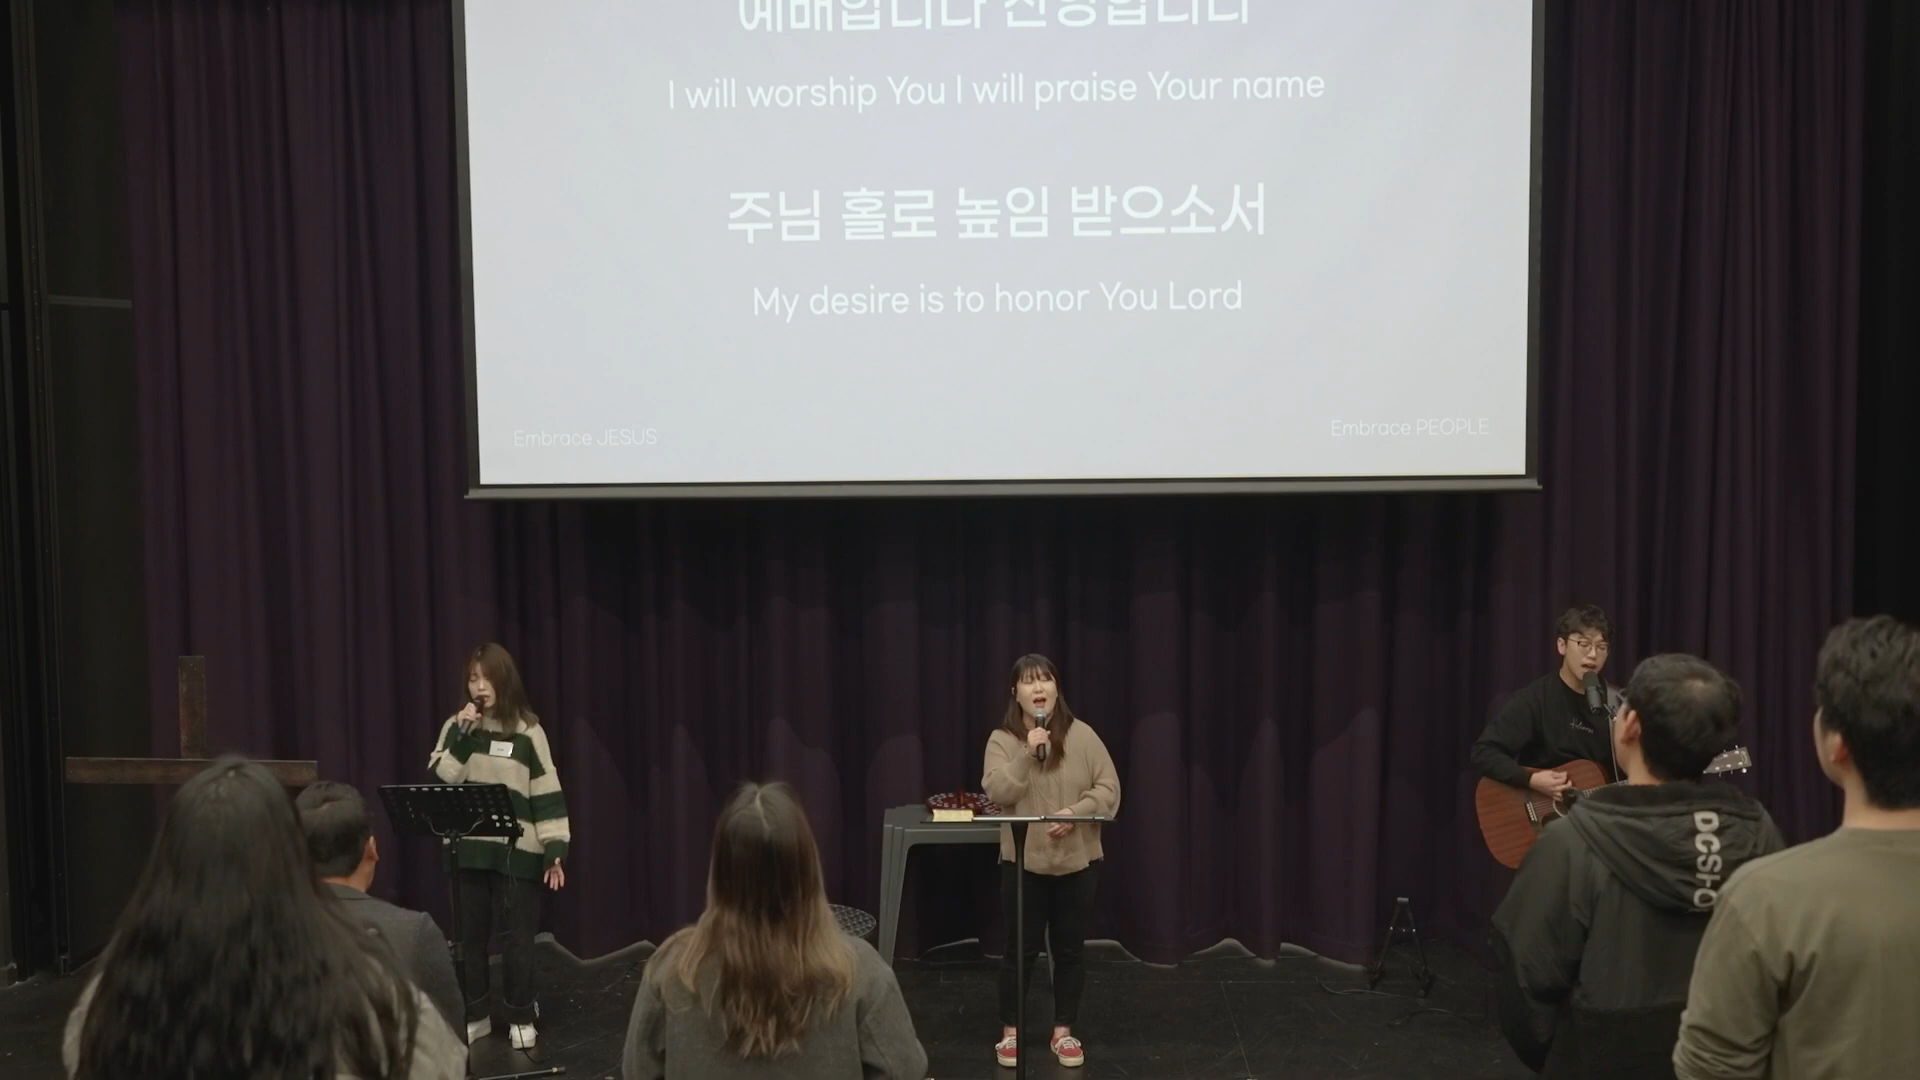 예배합니다 찬양합니다
I will worship You I will praise Your name
주님 홀로 높임 받으소서
My desire is to honor You Lord
Embrace JESUS
Embrace PEOPLE